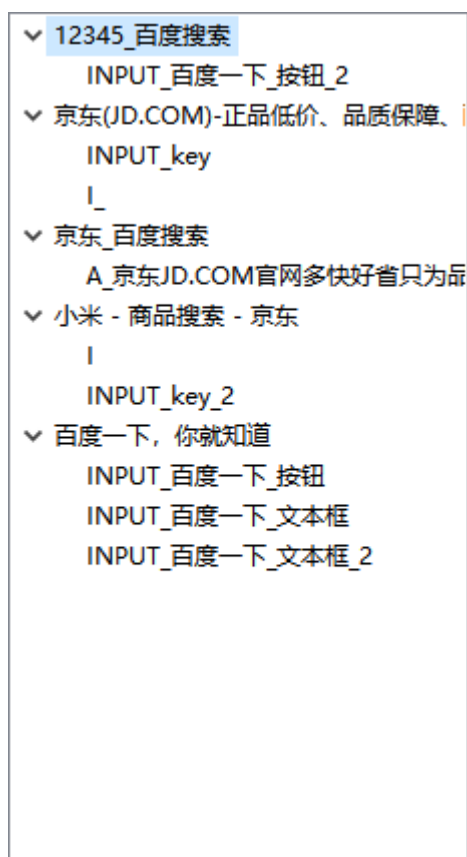 12345_百度搜索
INPUT_百度一下_按钮_2
京东(JD.COM)-正品低价、品质保障、
INPUT_key
I_
京东_百度搜索
A_京东JD.COM官网多快好省只为品
小米 - 商品搜索 - 京东
I
INPUT_key_2
百度一下，你就知道
INPUT_百度一下_按钮
INPUT_百度一下_文本框
INPUT_百度一下_文本框_2